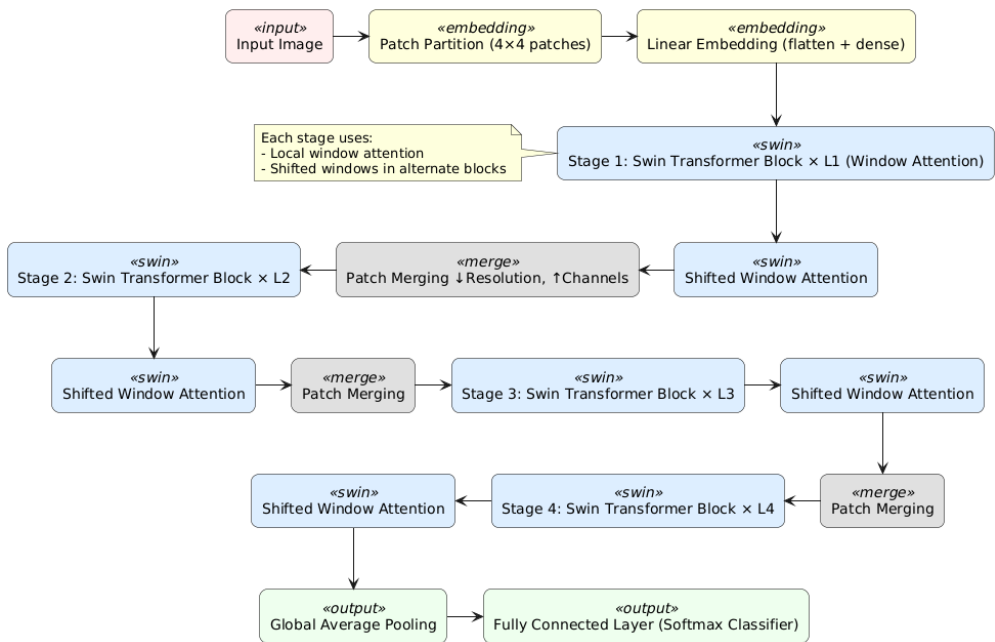 «input»
Input Image
«embedding»
Patch Partition (4×4 patches)
«embedding»
Linear Embedding (flatten + dense)
Each stage uses:
- Local window attention
- Shifted windows in alternate blocks
«swin»
Stage 1: Swin Transformer Block × L1 (Window Attention)
«swin»
Shifted Window Attention
«merge»
Patch Merging ↓Resolution, ↑Channels
«swin»
Stage 2: Swin Transformer Block × L2
«swin»
Shifted Window Attention
«merge»
Patch Merging
«swin»
Stage 3: Swin Transformer Block × L3
«swin»
Shifted Window Attention
«merge»
Patch Merging
«swin»
Stage 4: Swin Transformer Block × L4
«swin»
Shifted Window Attention
«output»
Global Average Pooling
«output»
Fully Connected Layer (Softmax Classifier)